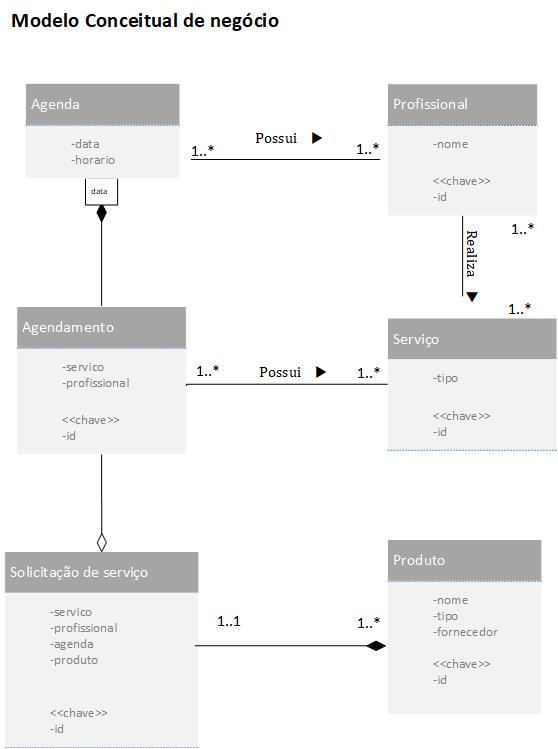 Modelo Conceitual de negócio
Agenda
-data
-horario
data
1..*
Possui
1..*
Profissional
-nome
<<chave>>
-id
1..*
Realiza
1..*
Agendamento
-servico
-profissional
<<chave>>
-id
1..*
Possui
1..*
Serviço
-tipo
<<chave>>
-id
Solicitação de serviço
-servico
-profissional
-agenda
-produto
<<chave>>
-id
1..1
1..*
Produto
-nome
-tipo
-fornecedor
<<chave>>
-id